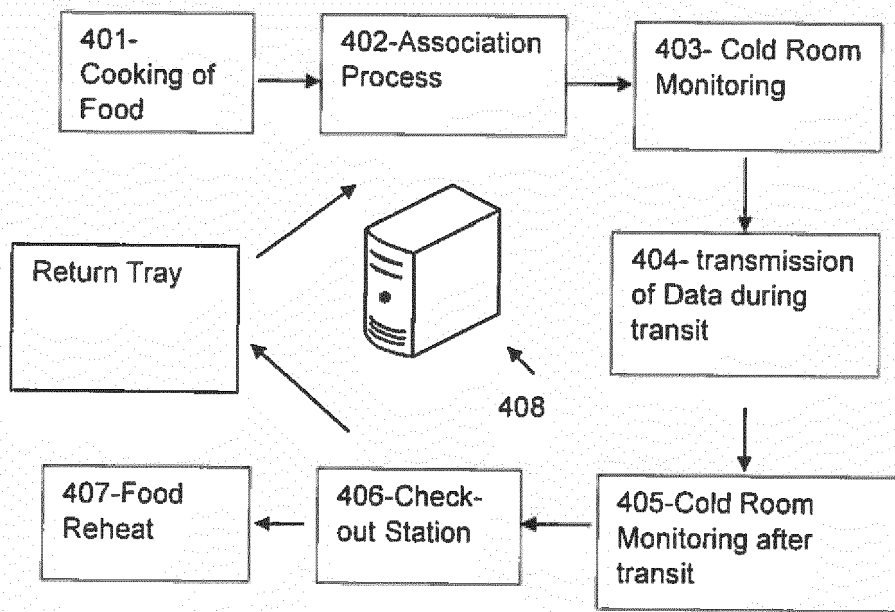 401-
Cooking of
Food
402-Association
Process
403- Cold Room
Monitoring
404- transmission
of Data during
transit
Return Tray
408
405-Cold Room
Monitoring after
transit
406-Check-
out Station
407-Food
Reheat